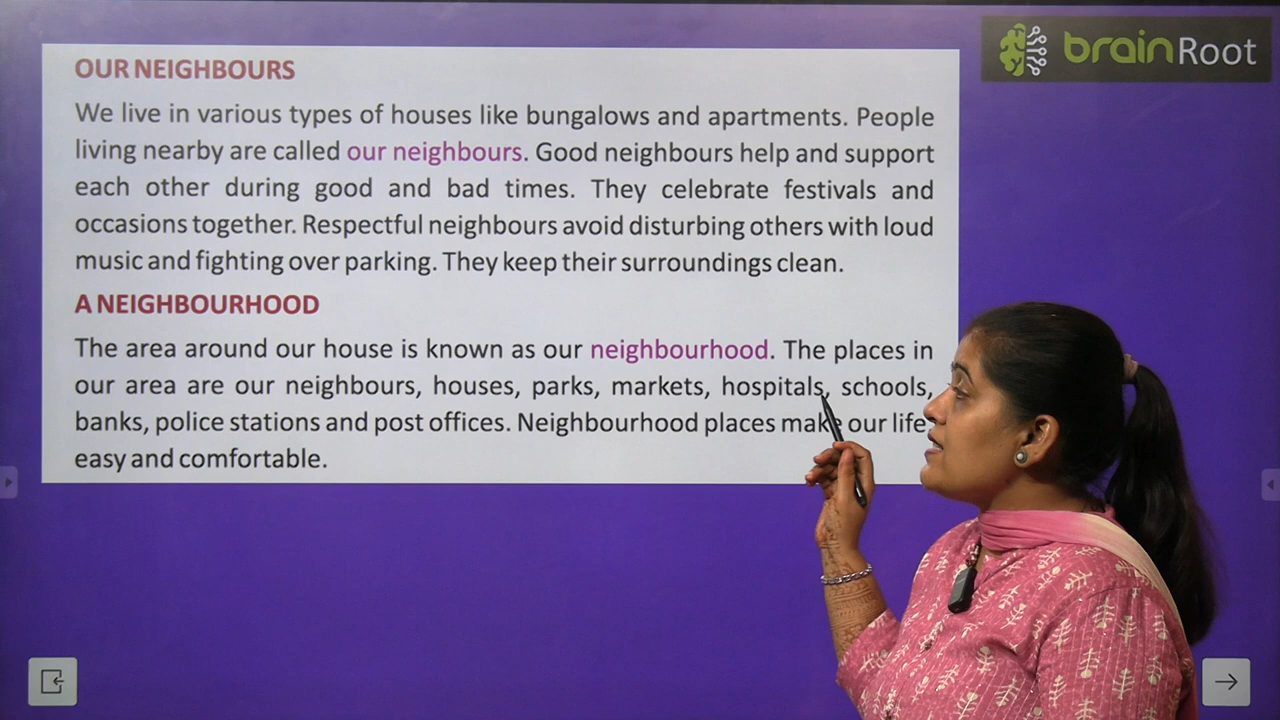 brainRoot
OUR NEIGHBOURS
We live in various types of houses like bungalows and apartments. People
living nearby are called our neighbours. Good neighbours help and support
each other during good and bad times. They celebrate festivals and
occasions together. Respectful neighbours avoid disturbing others with loud
music and fighting over parking. They keep their surroundings clean.
A NEIGHBOURHOOD
The area around our house is known as our neighbourhood. The places in
our area are our neighbours, houses, parks, markets, hospitals, schools,
banks, police stations and post offices. Neighbourhood places make our life
easy and comfortable.